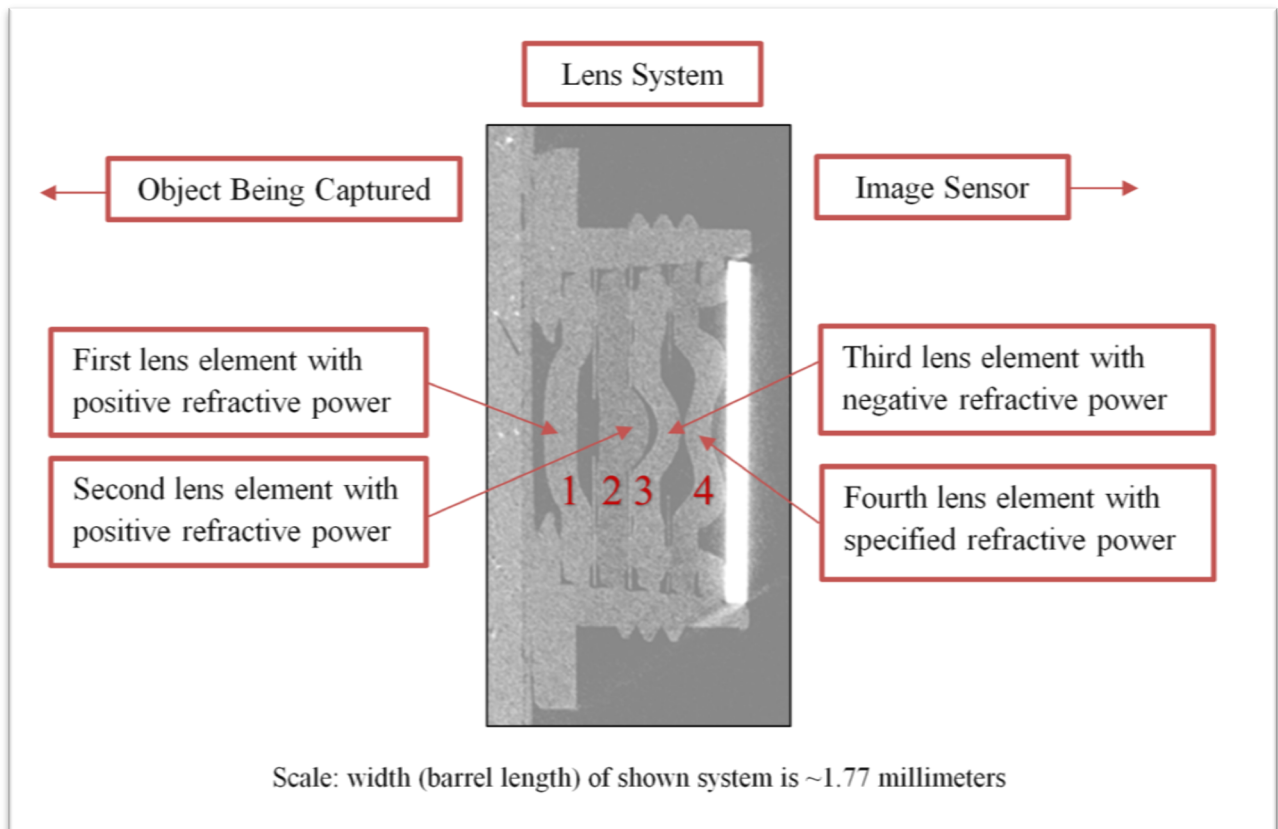 Lens System
Object Being Captured
Image Sensor
First lens element with
positive refractive power
Third lens element with
negative refractive power
Second lens element with
positive refractive power
Fourth lens element with
specified refractive power
1 2 3 4
Scale: width (barrel length) of shown system is ~1.77 millimeters